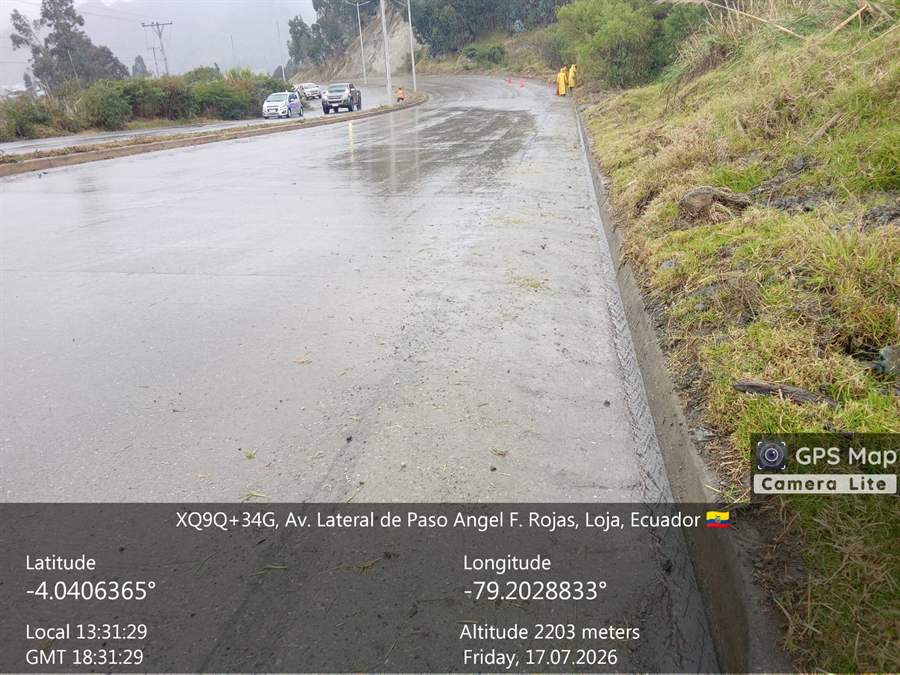 GPS Map
Camera Lite
XQ9Q+34G, Av. Lateral de Paso Angel F. Rojas, Loja, Ecuador
Latitude
-4.0406365°
Longitude
-79.2028833°
Local 13:31:29
GMT 18:31:29
Altitude 2203 meters
Friday, 17.07.2026